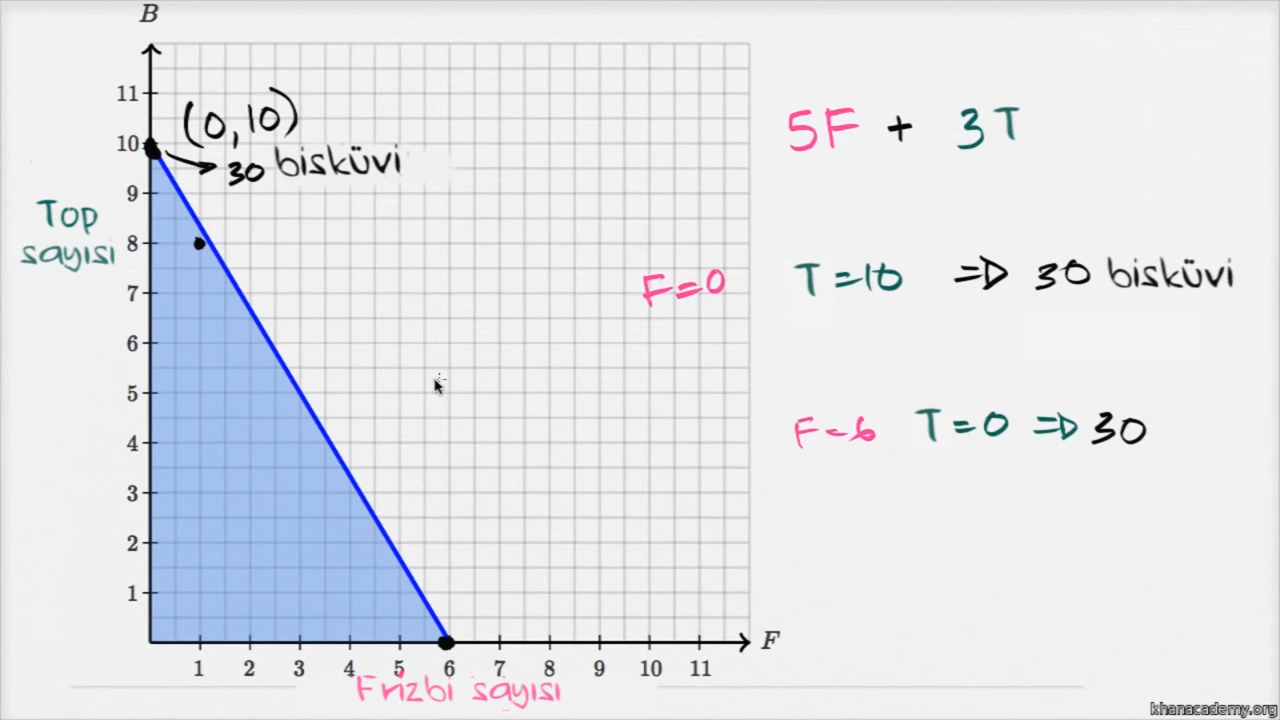 B
11
(0,10)
10
30 bisküvi
9
Top
sayısı
8
7
6
5
4
3
2
1
F
1 2 3 4 5 6 7 8 9 10 11
Frizbi sayısı
5F + 3T
F=0 T=10 => 30 bisküvi
F=6 T=0 => 30
khanacademy.org